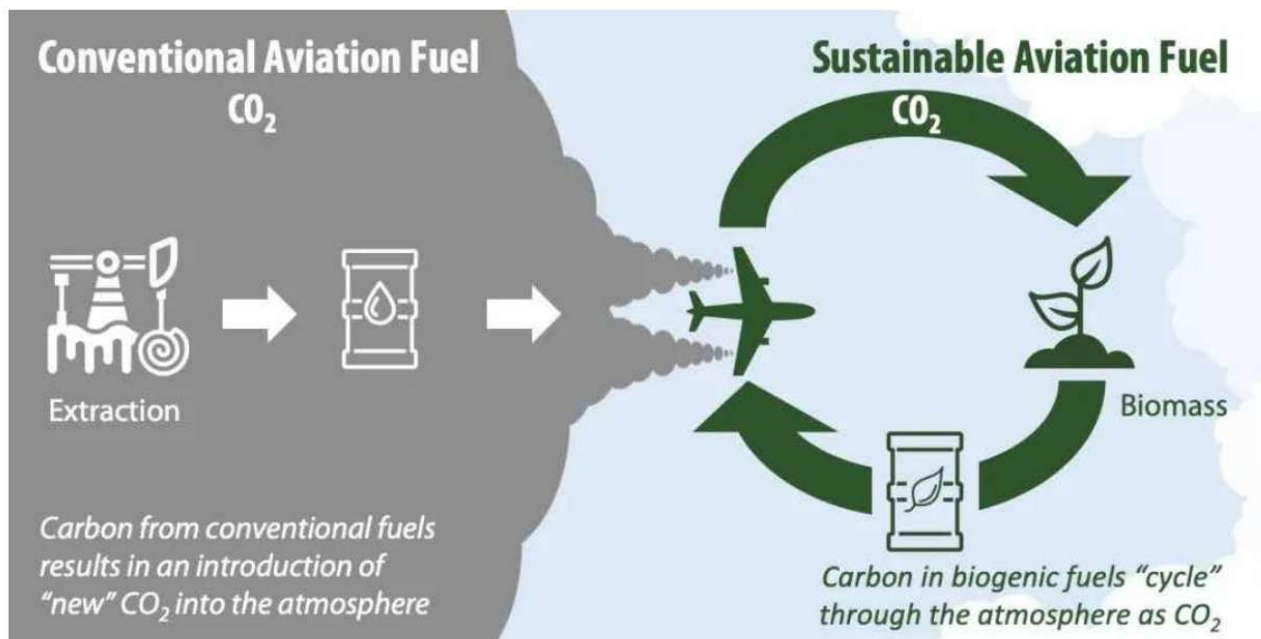 Conventional Aviation Fuel
CO₂
Extraction
Carbon from conventional fuels
results in an introduction of
“new” CO₂ into the atmosphere
Sustainable Aviation Fuel
CO₂
Biomass
Carbon in biogenic fuels “cycle”
through the atmosphere as CO₂